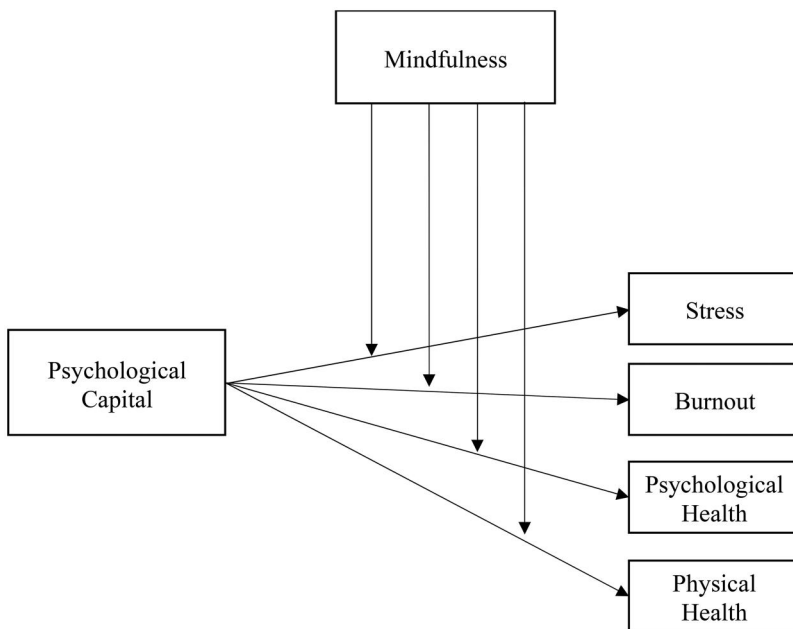 Mindfulness
Psychological
Capital
Stress
Burnout
Psychological
Health
Physical
Health